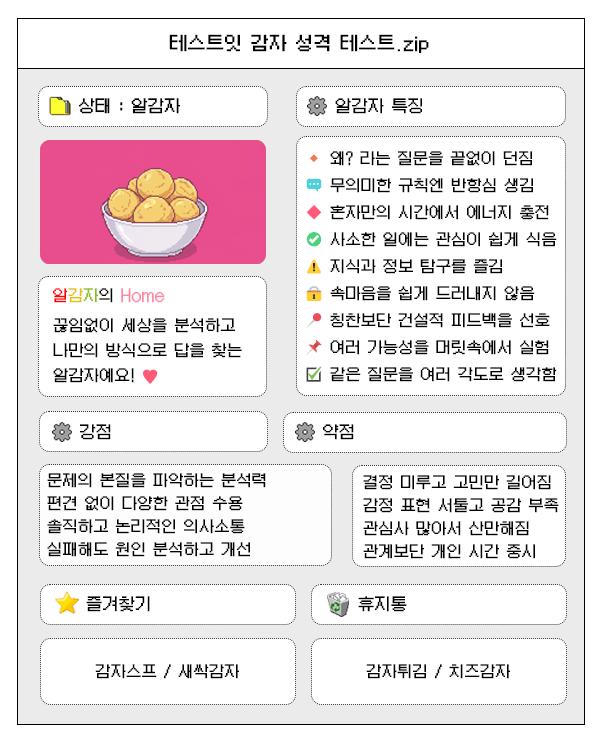 테스트잇 감자 성격 테스트.zip
상태 : 알감자
알감자의 Home
끊임없이 세상을 분석하고
나만의 방식으로 답을 찾는
알감자예요!
알감자 특징
왜? 라는 질문을 끝없이 던짐
무의미한 규칙엔 반항심 생김
혼자만의 시간에서 에너지 충전
사소한 일에는 관심이 쉽게 식음
지식과 정보 탐구를 즐김
속마음을 쉽게 드러내지 않음
칭찬보단 건설적 피드백을 선호
여러 가능성을 머릿속에서 실험
같은 질문을 여러 각도로 생각함
강점
문제의 본질을 파악하는 분석력
편견 없이 다양한 관점 수용
솔직하고 논리적인 의사소통
실패해도 원인 분석하고 개선
약점
결정 미루고 고민만 길어짐
감정 표현 서툴고 공감 부족
관심사 많아서 산만해짐
관계보단 개인 시간 중시
즐겨찾기
감자스프 / 새싹감자
휴지통
감자튀김 / 치즈감자